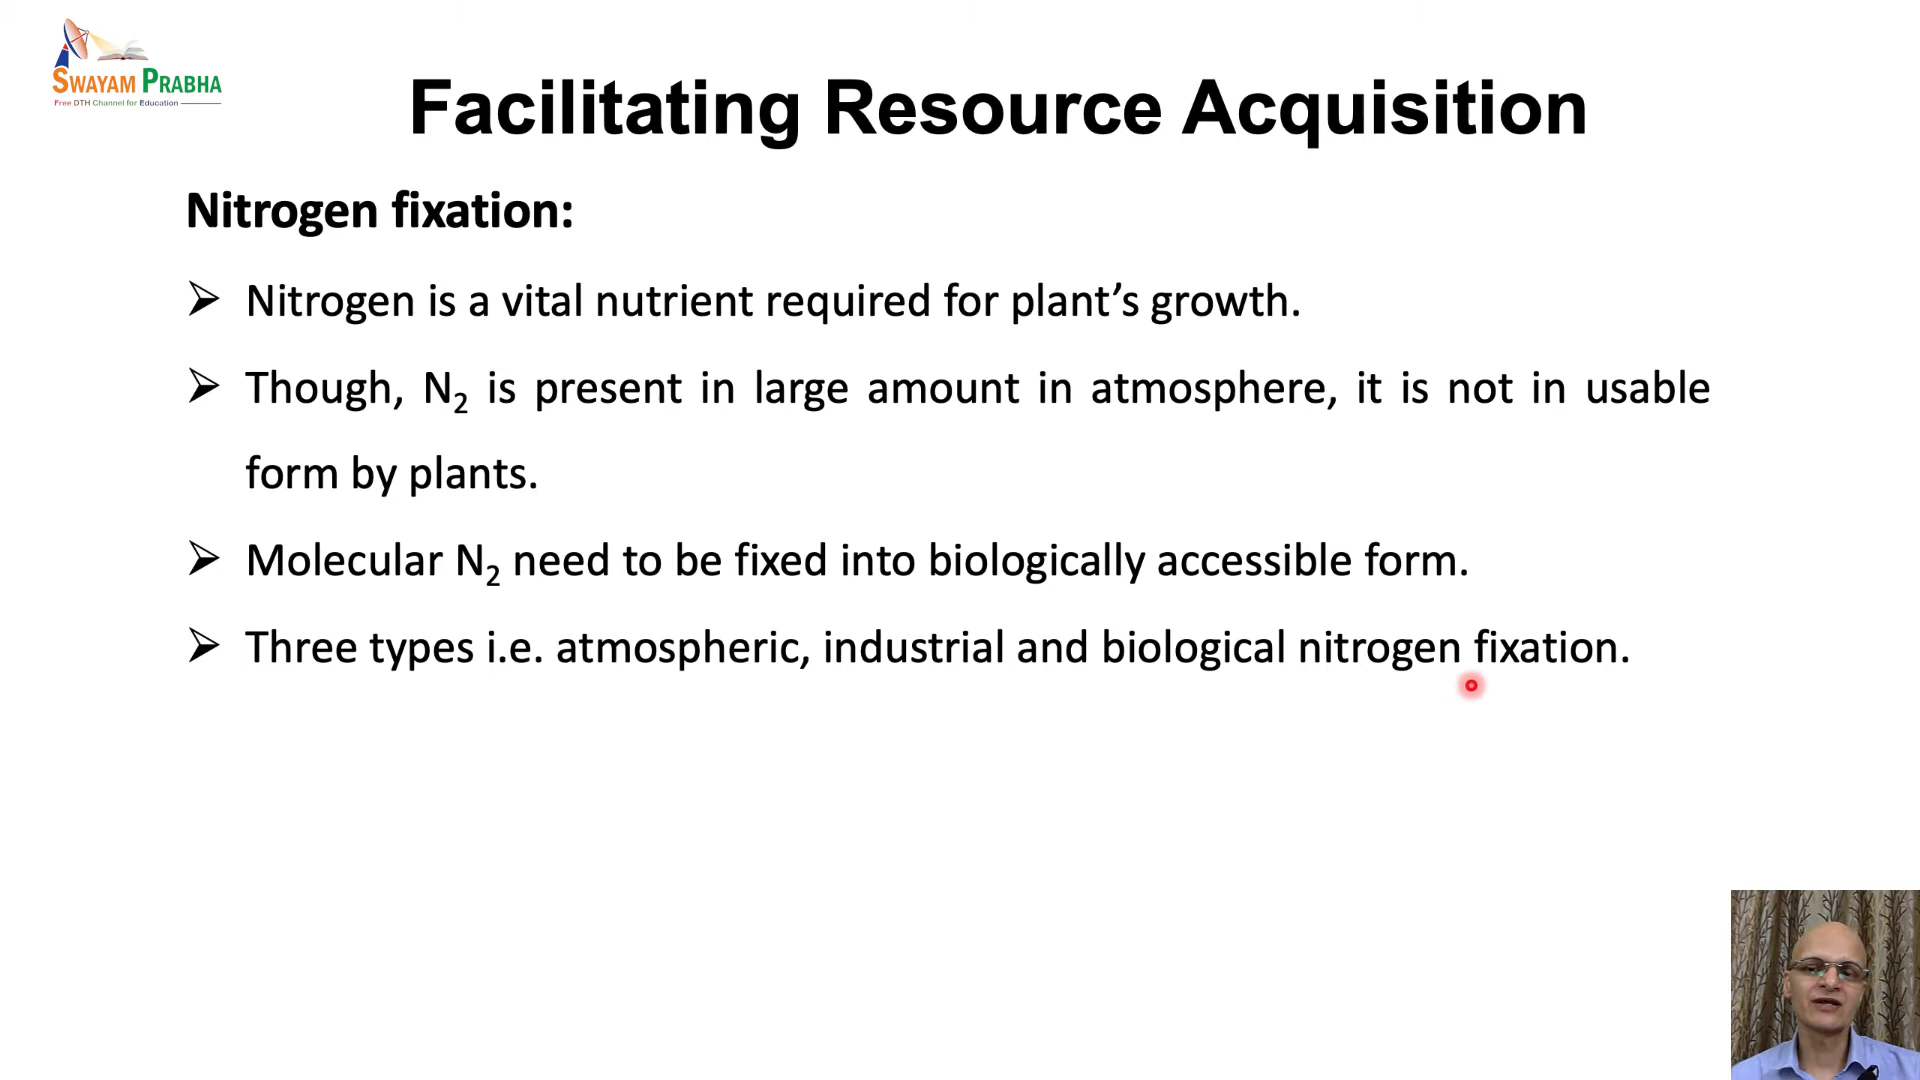 SWAYAM PRABHA
Free DTH Channel for Education
Facilitating Resource Acquisition
Nitrogen fixation:
➢ Nitrogen is a vital nutrient required for plant’s growth.
➢ Though, N₂ is present in large amount in atmosphere, it is not in usable
form by plants.
➢ Molecular N₂ need to be fixed into biologically accessible form.
➢ Three types i.e. atmospheric, industrial and biological nitrogen fixation.